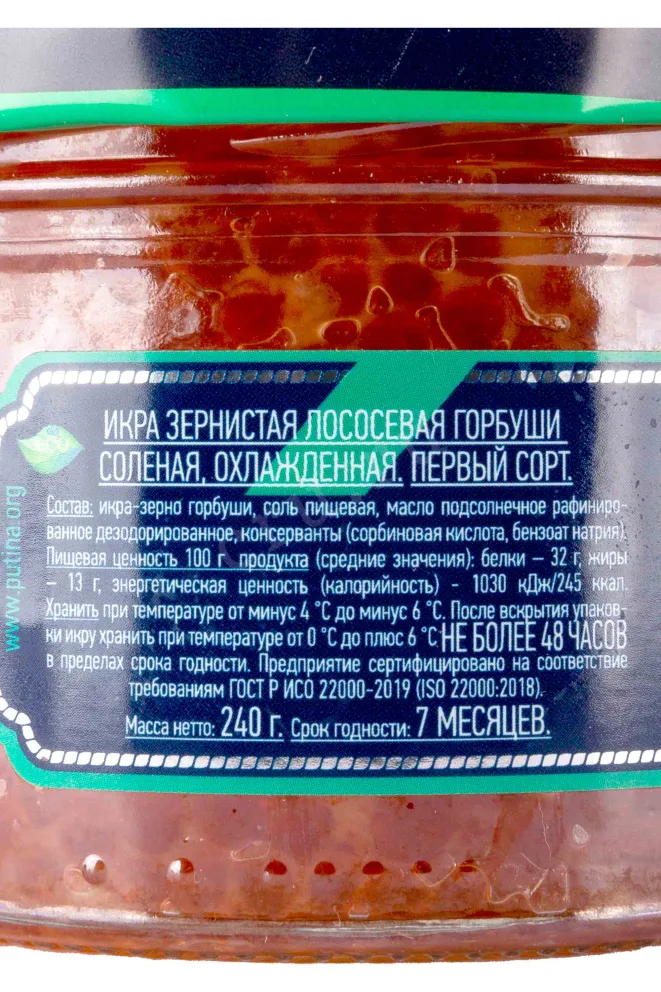 ИКРА ЗЕРНИСТАЯ ЛОСОСЕВАЯ ГОРБУШИ
СОЛЕНАЯ, ОХЛАЖДЕННАЯ. ПЕРВЫЙ СОРТ.
Состав: икра-зерно горбуши, соль пищевая, масло подсолнечное рафиниро-
ванное дезодорированное, консерванты (сорбиновая кислота, бензоат натрия).
Пищевая ценность 100 г продукта (средние значения): белки – 32 г, жиры
– 13 г, энергетическая ценность (калорийность) - 1030 кДж/245 ккал.
Хранить при температуре от минус 4 °С до минус 6 °С. После вскрытия упаков-
ки икру хранить при температуре от 0 °С до плюс 6 °С НЕ БОЛЕЕ 48 ЧАСОВ
в пределах срока годности. Предприятие сертифицировано на соответствие
требованиям ГОСТ Р ИСО 22000-2019 (ISO 22000:2018).
Масса нетто: 240 г. Срок годности: 7 МЕСЯЦЕВ.
www.putina.org